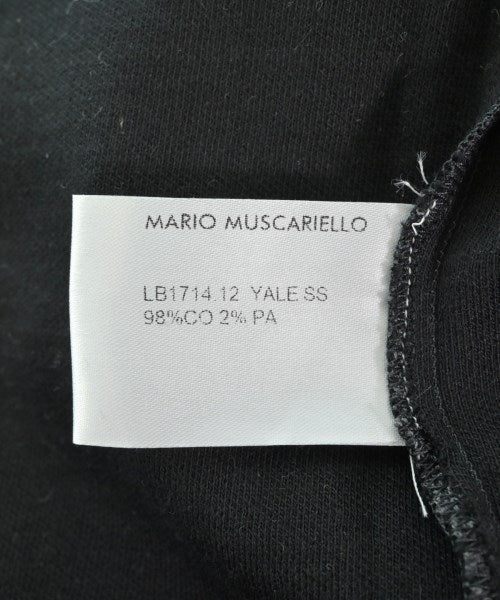 MARIO MUSCARIELLO
LB1714.12 YALE SS
98%CO 2% PA